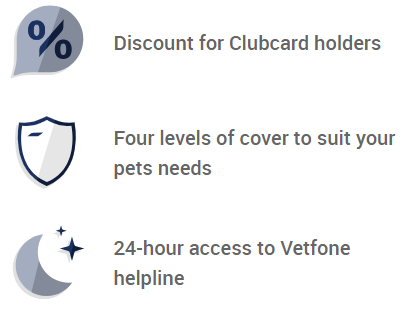 %
Discount for Clubcard holders
Four levels of cover to suit your
pets needs
24-hour access to Vetfone
helpline